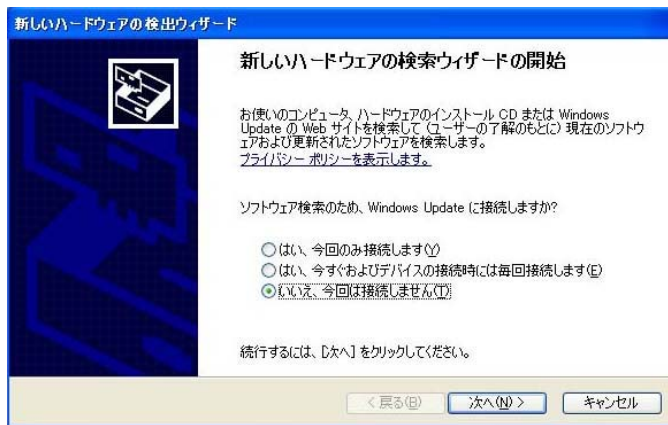 新しいハードウェアの検出ウィザード
新しいハードウェアの検索ウィザードの開始
お使いのコンピュータ、ハードウェアのインストール CD または Windows
Update の Web サイトを検索して (ユーザーの了解のもとに) 現在のソフトウ
ェアおよび更新されたソフトウェアを検索します。
プライバシー ポリシーを表示します。
ソフトウェア検索のため、Windows Update に接続しますか?
はい、今回のみ接続します(Y)
はい、今すぐおよびデバイスの接続時には毎回接続します(E)
いいえ、今回は接続しません(T)
続行するには、[次へ] をクリックしてください。
< 戻る(B) 次へ(N) > キャンセル